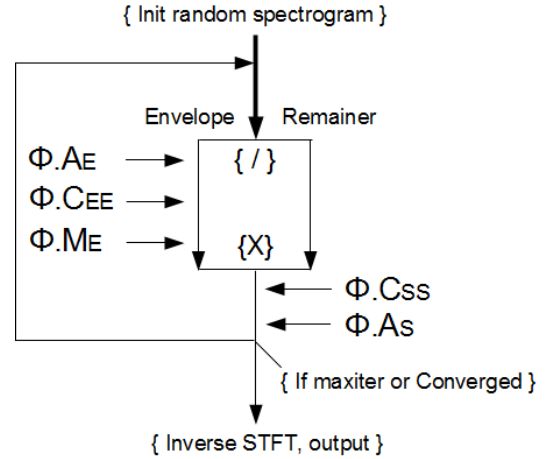 { Init random spectrogram }
Envelope Remainer
Φ.AE
{ / }
Φ.CEE
Φ.ME
{X}
Φ.CSS
Φ.AS
{ If maxiter or Converged }
{ Inverse STFT, output }